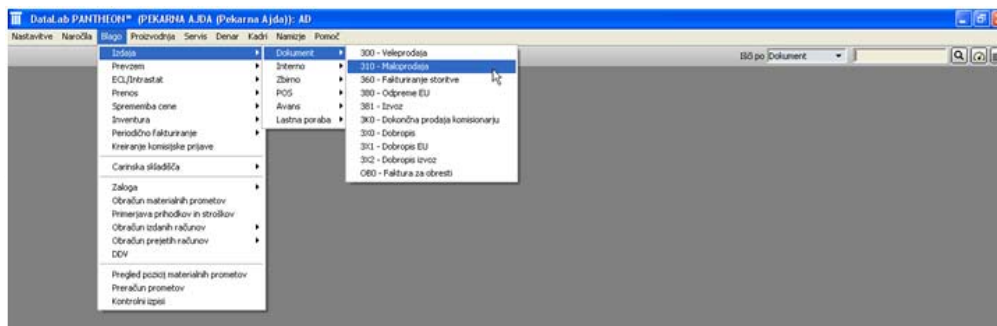 DataLab PANTHEON™ (PEKARNA AJDA (Pekarna Ajda)): AD
Nastavitve Naročila Blago Proizvodnja Servis Denar Kadri Namizje Pomoč
Išči po Dokument
Izdaja
Prevzem
ECL/Intrastat
Prenos
Sprememba cene
Inventura
Periodično fakturiranje
Kreiranje komisijske prijave
Carinska skladišča
Zaloga
Obračun materialnih prometov
Primerjava prihodkov in stroškov
Obračun izdanih računov
Obračun prejetih računov
DDV
Pregled pozicij materialnih prometov
Preračun prometov
Kontrolni izpisi
Dokument
Interno
Zbirno
POS
Avans
Lastna poraba
300 - Veleprodaja
310 - Maloprodaja
360 - Fakturiranje storitve
380 - Odpreme EU
381 - Izvoz
3K0 - Dokončna prodaja komisionarju
3X0 - Dobropis
3X1 - Dobropis EU
3X2 - Dobropis izvoz
OB0 - Faktura za obresti